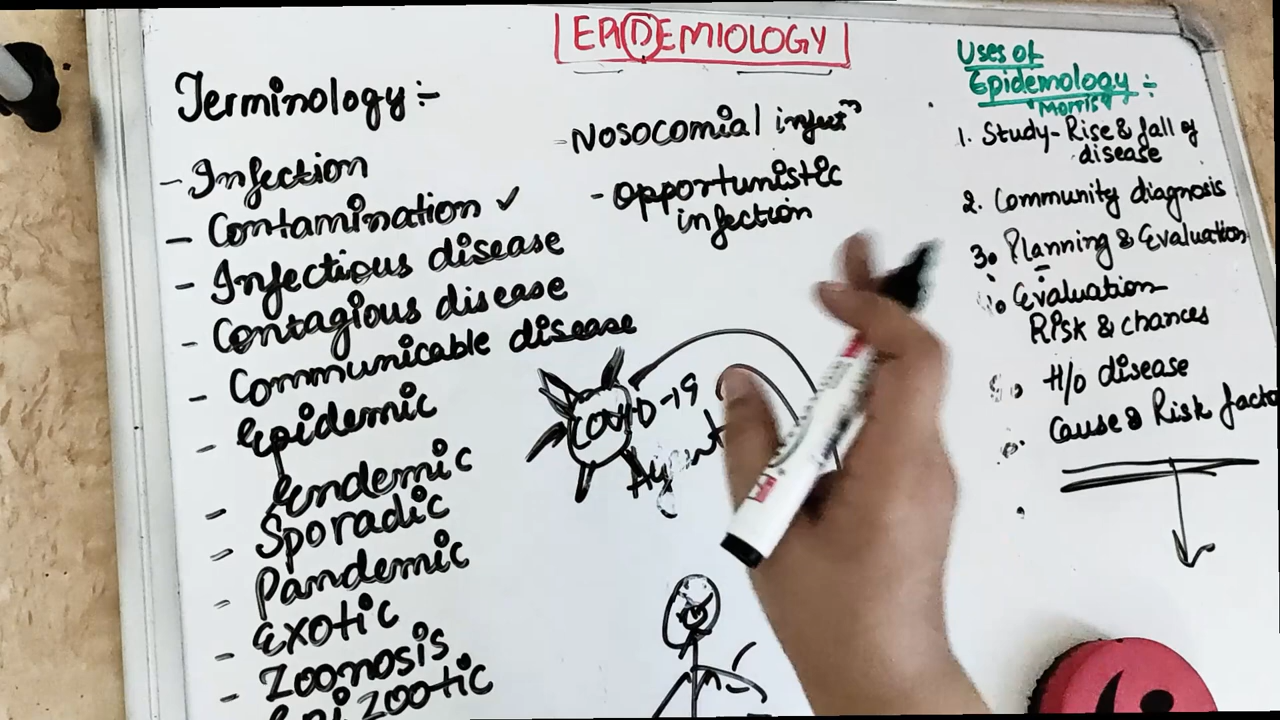 EPIDEMIOLOGY
Terminology :-
- Infection
- Contamination ✓
- Infectious disease
- Contagious disease
- Communicable disease
- Epidemic
- Endemic
- Sporadic
- Pandemic
- Exotic
- Zoonosis
Epizootic
- Nosocomial
- Opportunistic
infection
COVID-19
Agent
Uses of
Epidemology :-
"Morris"
1. Study - Rise & fall of
disease
2. Community diagnosis
3. Planning & Evaluation
Evaluation
Risk & chances
H/o disease
Cause & Risk facto